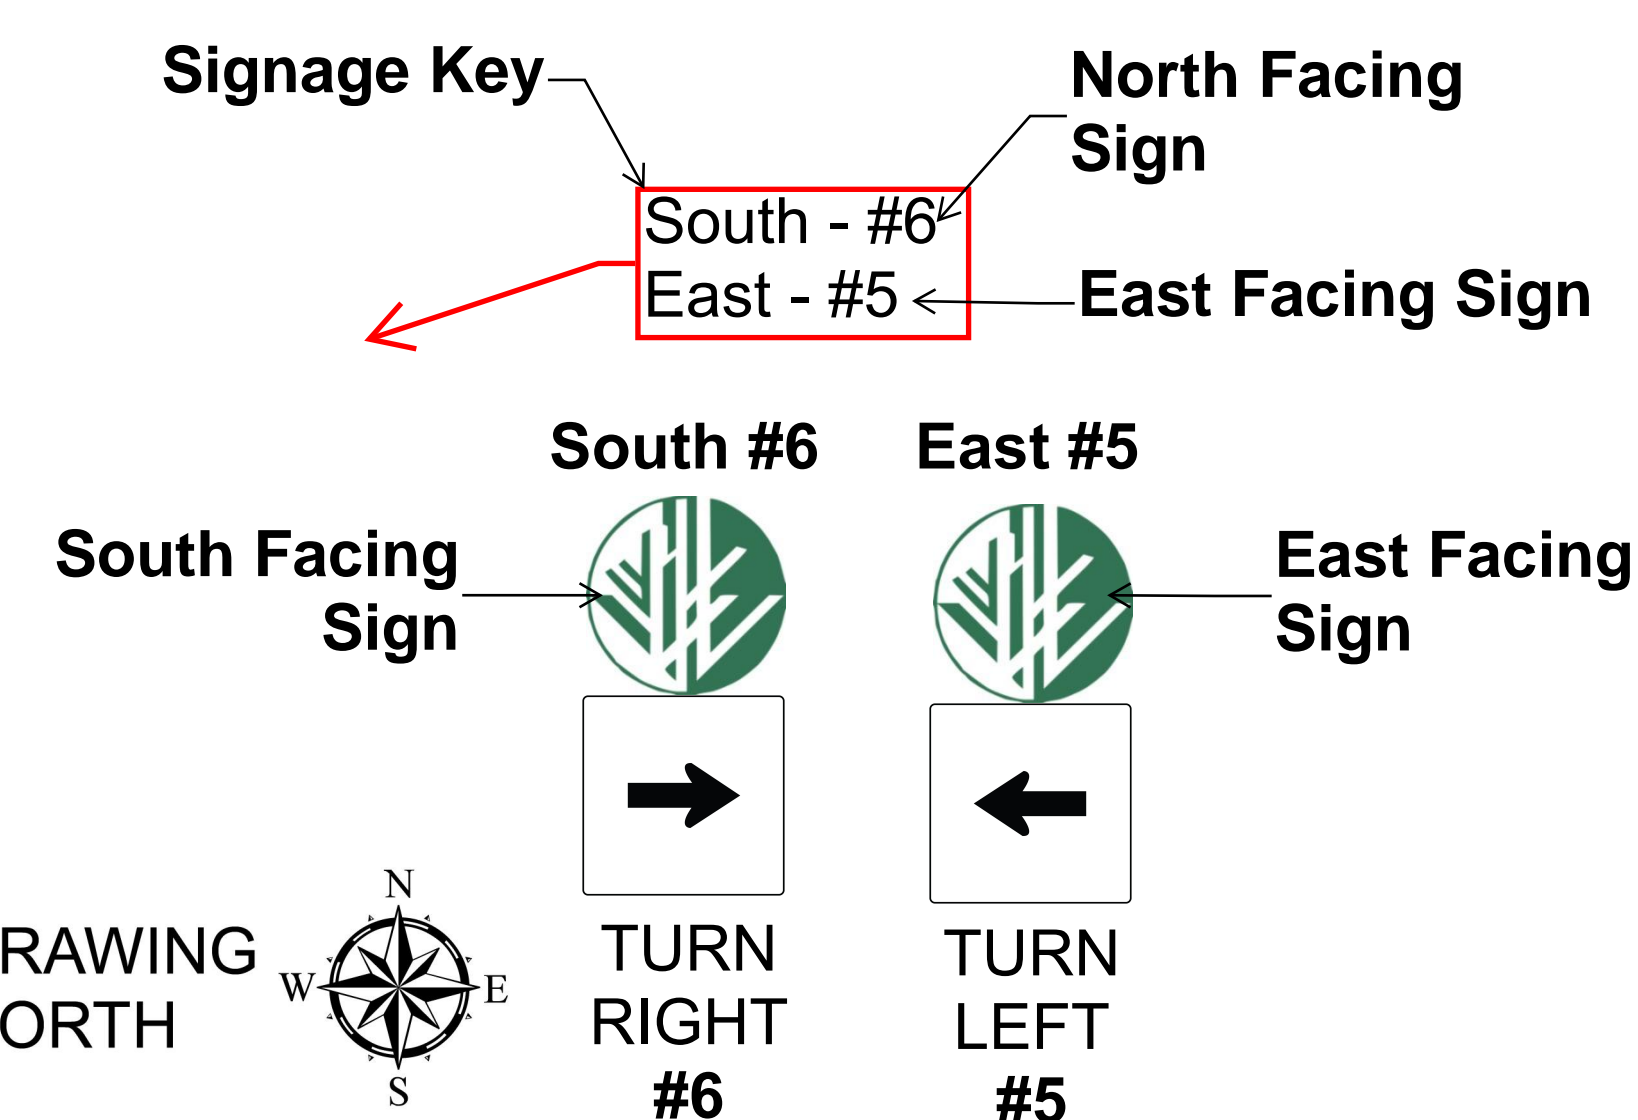 Signage Key
North Facing
Sign
South - #6
East - #5
East Facing Sign
South #6
East #5
South Facing
Sign
East Facing
Sign
N
W
E
S
RAWING
ORTH
TURN
RIGHT
#6
TURN
LEFT
#5